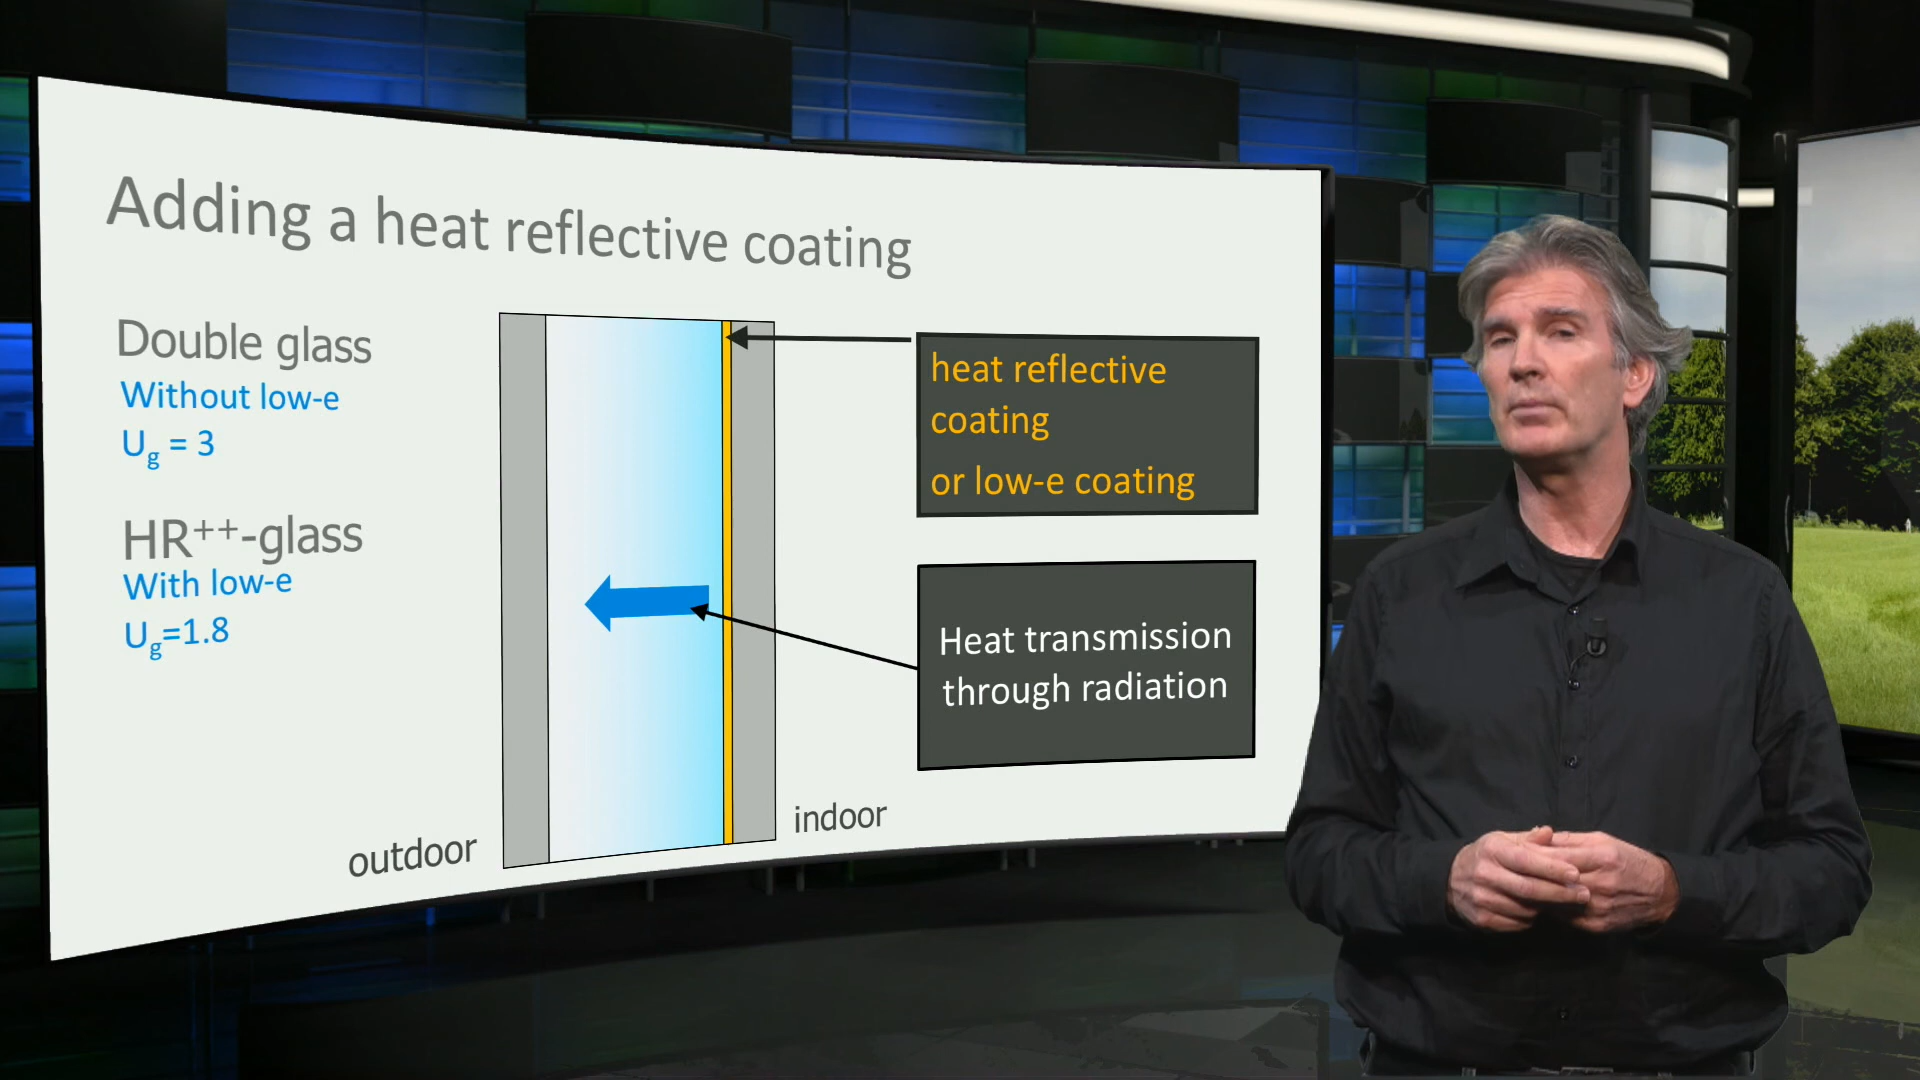 Adding a heat reflective coating
Double glass
Without low-e
Ug = 3
HR++-glass
With low-e
Ug=1.8
heat reflective
coating
or low-e coating
Heat transmission
through radiation
outdoor
indoor